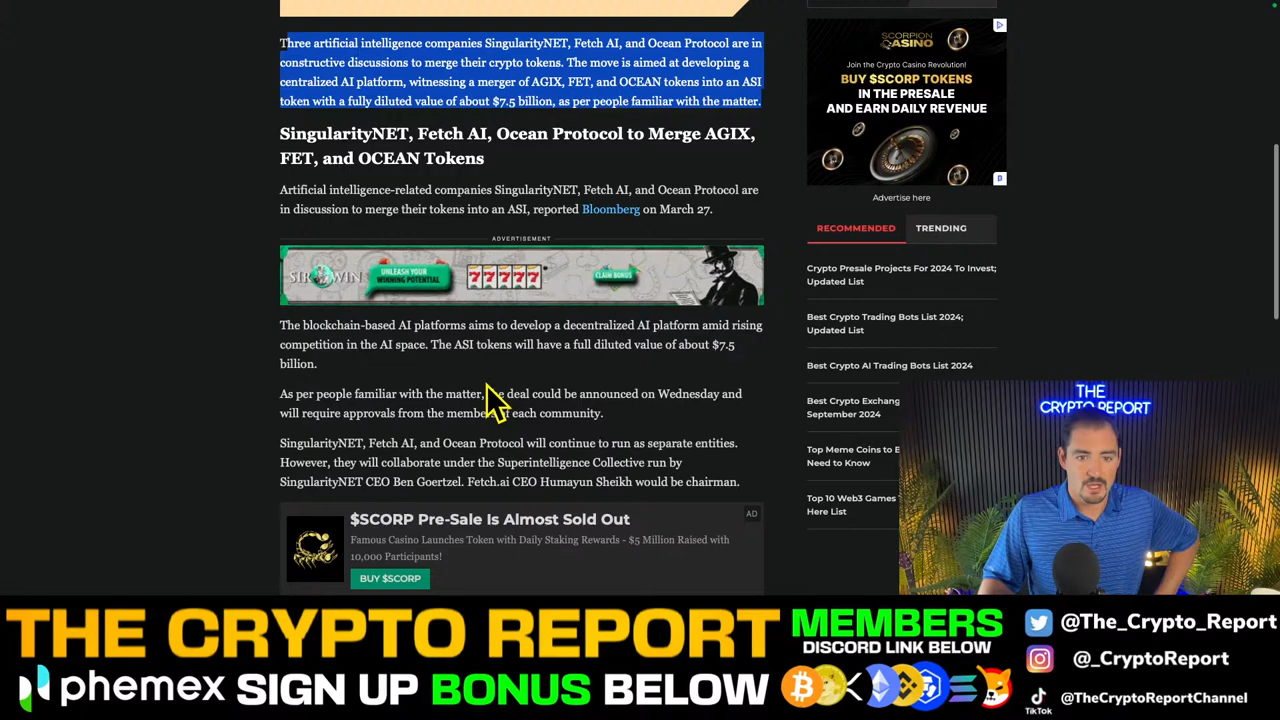 Three artificial intelligence companies SingularityNET, Fetch AI, and Ocean Protocol are in
constructive discussions to merge their crypto tokens. The move is aimed at developing a
centralized AI platform, witnessing a merger of AGIX, FET, and OCEAN tokens into an ASI
token with a fully diluted value of about $7.5 billion, as per people familiar with the matter.
SingularityNET, Fetch AI, Ocean Protocol to Merge AGIX,
FET, and OCEAN Tokens
Artificial intelligence-related companies SingularityNET, Fetch AI, and Ocean Protocol are
in discussion to merge their tokens into an ASI, reported Bloomberg on March 27.
ADVERTISEMENT
SIR WIN
UNLEASH YOUR
WINNING POTENTIAL
77777
CLAIM BONUS
The blockchain-based AI platforms aims to develop a decentralized AI platform amid rising
competition in the AI space. The ASI tokens will have a full diluted value of about $7.5
billion.
As per people familiar with the matter, deal could be announced on Wednesday and
will require approvals from the members of each community.
SingularityNET, Fetch AI, and Ocean Protocol will continue to run as separate entities.
However, they will collaborate under the Superintelligence Collective run by
SingularityNET CEO Ben Goertzel. Fetch.ai CEO Humayun Sheikh would be chairman.
$SCORP Pre-Sale Is Almost Sold Out
AD
Famous Casino Launches Token with Daily Staking Rewards - $5 Million Raised with
10,000 Participants!
BUY $SCORP
SCORPION
CASINO
Join the Crypto Casino Revolution!
BUY $SCORP TOKENS
IN THE PRESALE
AND EARN DAILY REVENUE
Advertise here
RECOMMENDED
TRENDING
Crypto Presale Projects For 2024 To Invest;
Updated List
Best Crypto Trading Bots List 2024;
Updated List
Best Crypto AI Trading Bots List 2024
Best Crypto Exchang
September 2024
Top Meme Coins to B
Need to Know
Top 10 Web3 Games
Here List
THE
CRYPTO REPORT
THE
CRYPTO
REPORT
THE CRYPTO REPORT
phemex SIGN UP BONUS BELOW
MEMBERS
DISCORD LINK BELOW
@The_Crypto_Report
@_CryptoReport
TikTok
@TheCryptoReportChannel